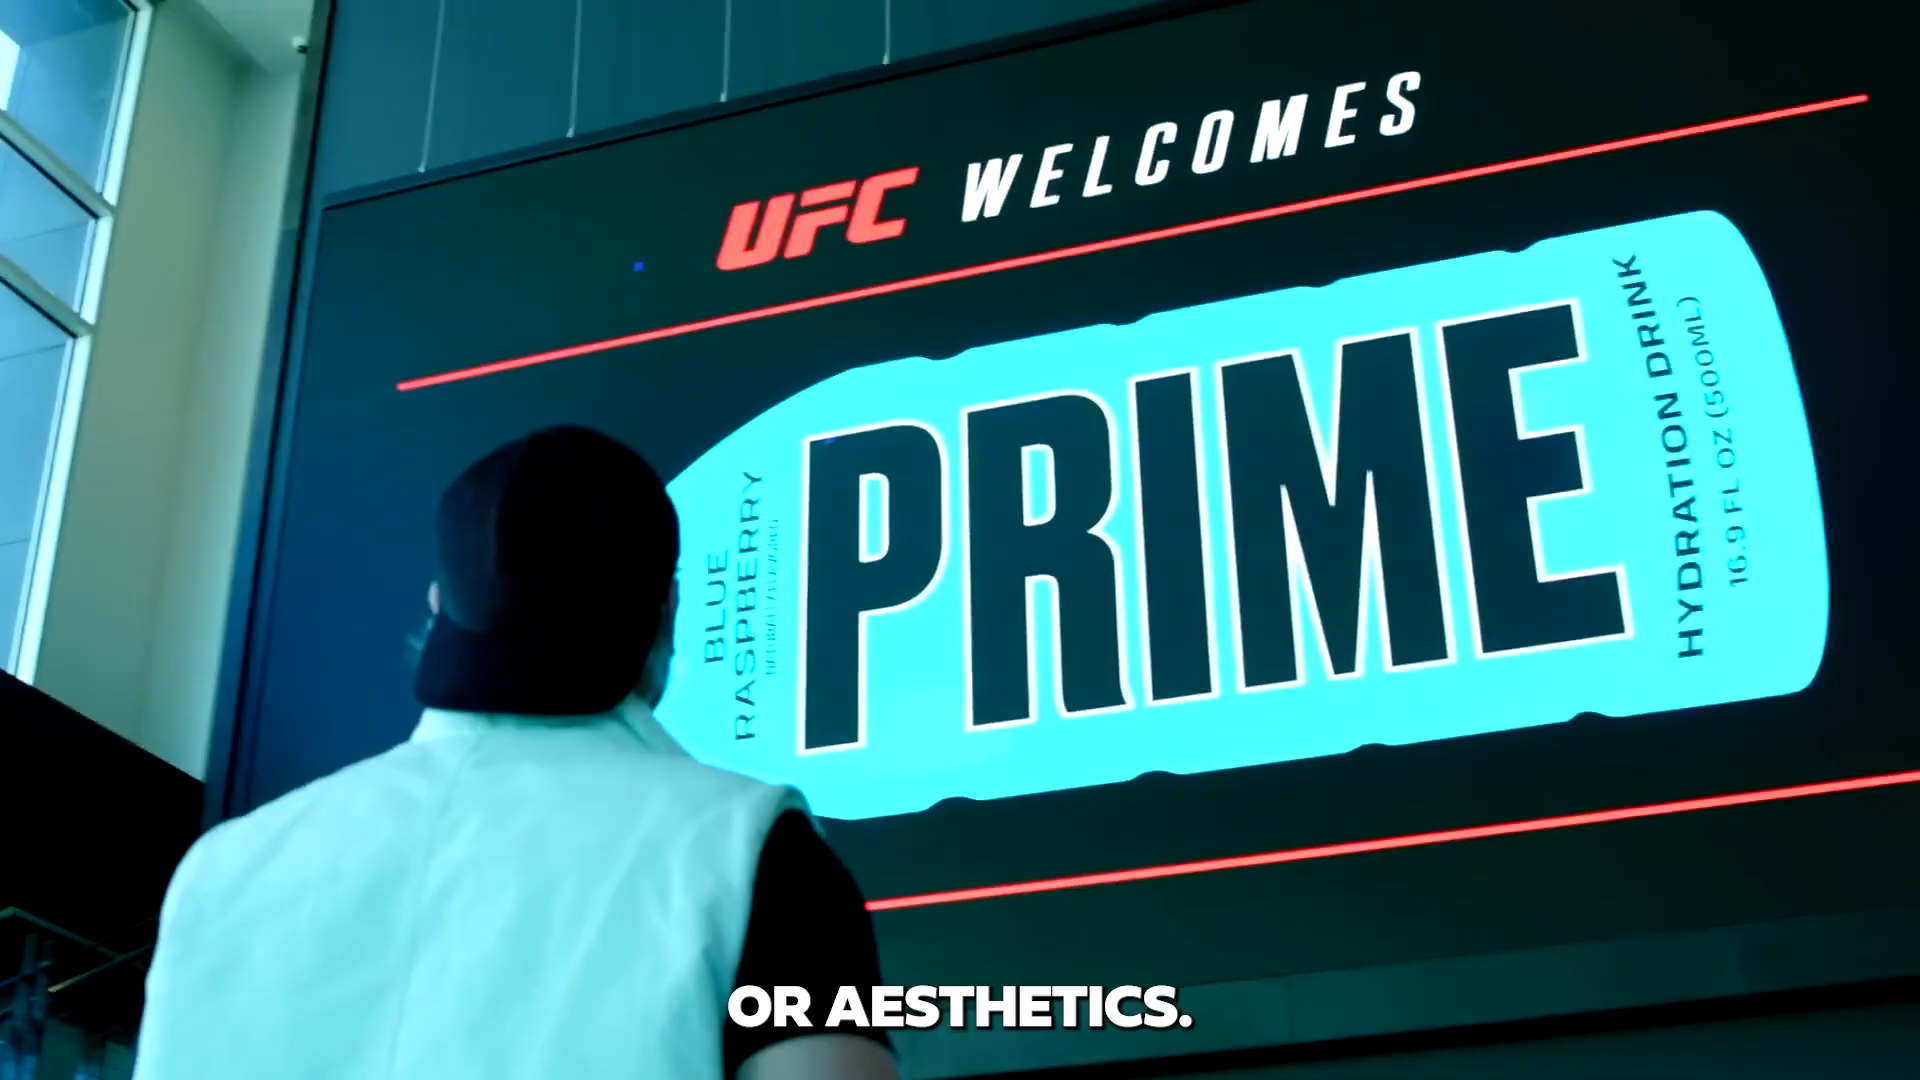 UFC WELCOMES
BLUE
RASPBERRY
PRIME
HYDRATION DRINK
16.9 FL OZ (500ML)
OR AESTHETICS.